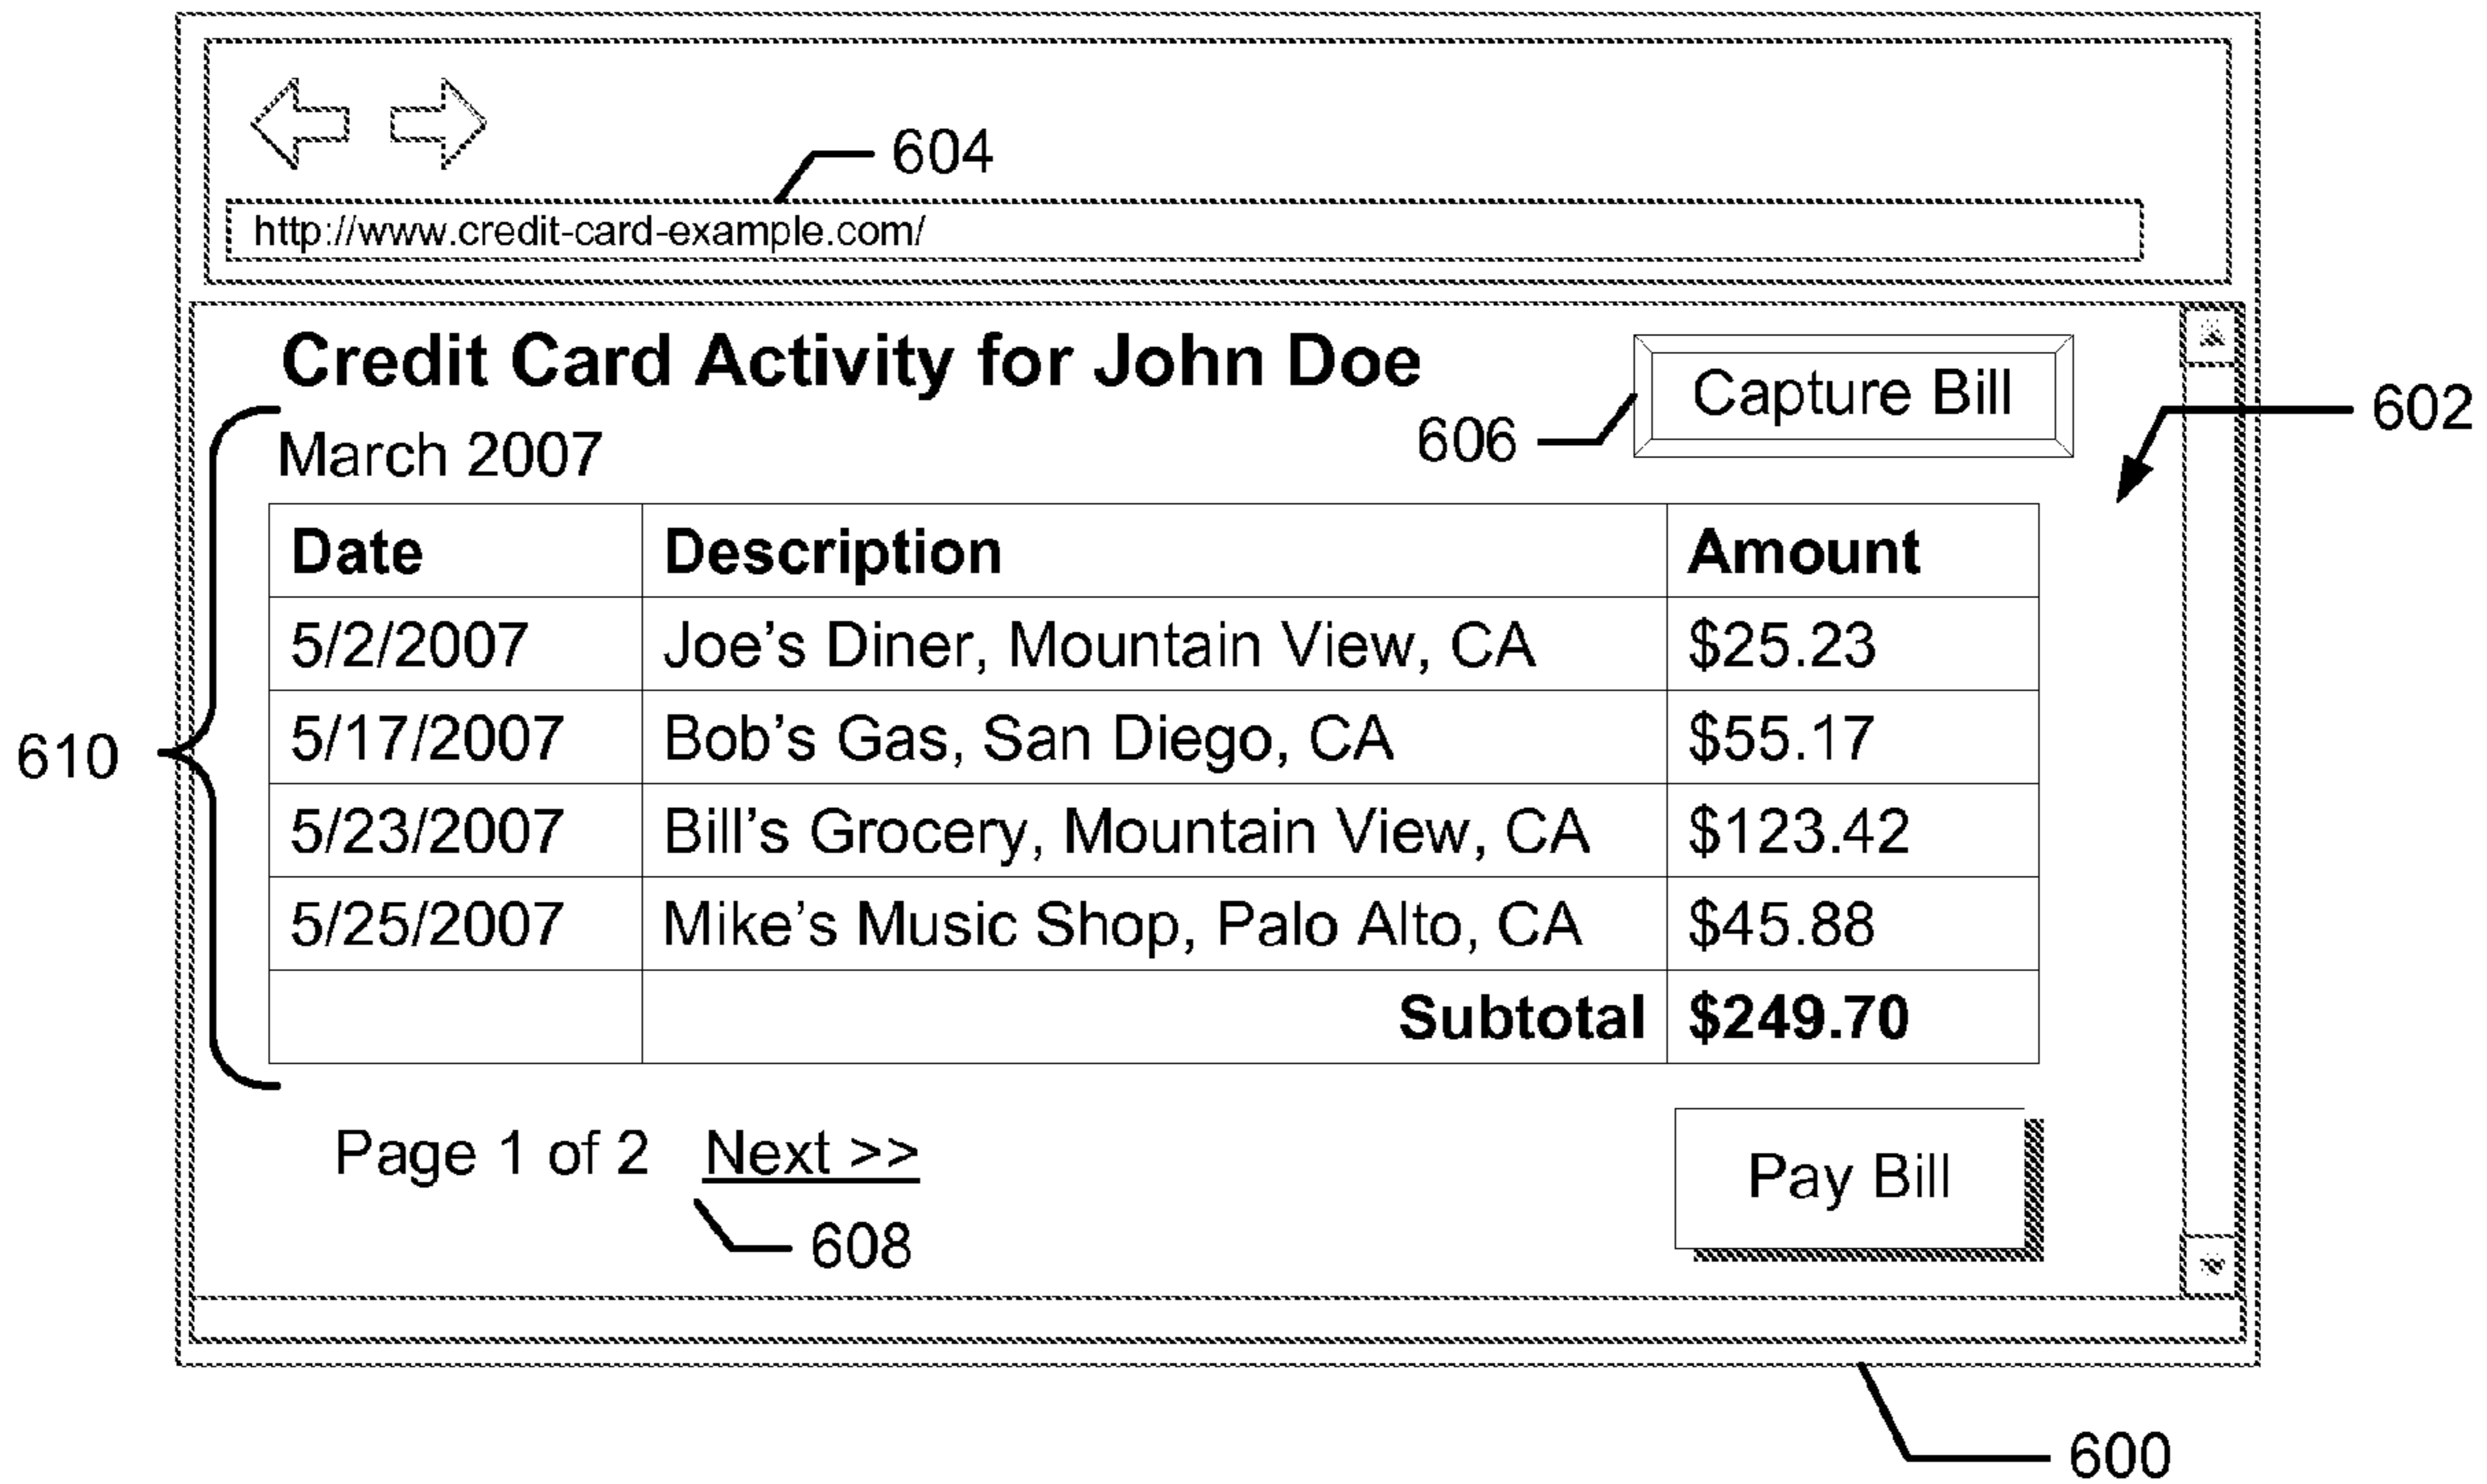 604
http://www.credit-card-example.com/
Credit Card Activity for John Doe
Capture Bill
602
606
March 2007
Date Description Amount
5/2/2007 Joe’s Diner, Mountain View, CA $25.23
5/17/2007 Bob’s Gas, San Diego, CA $55.17
610
5/23/2007 Bill’s Grocery, Mountain View, CA $123.42
5/25/2007 Mike’s Music Shop, Palo Alto, CA $45.88
Subtotal $249.70
Page 1 of 2 Next >>
Pay Bill
608
600